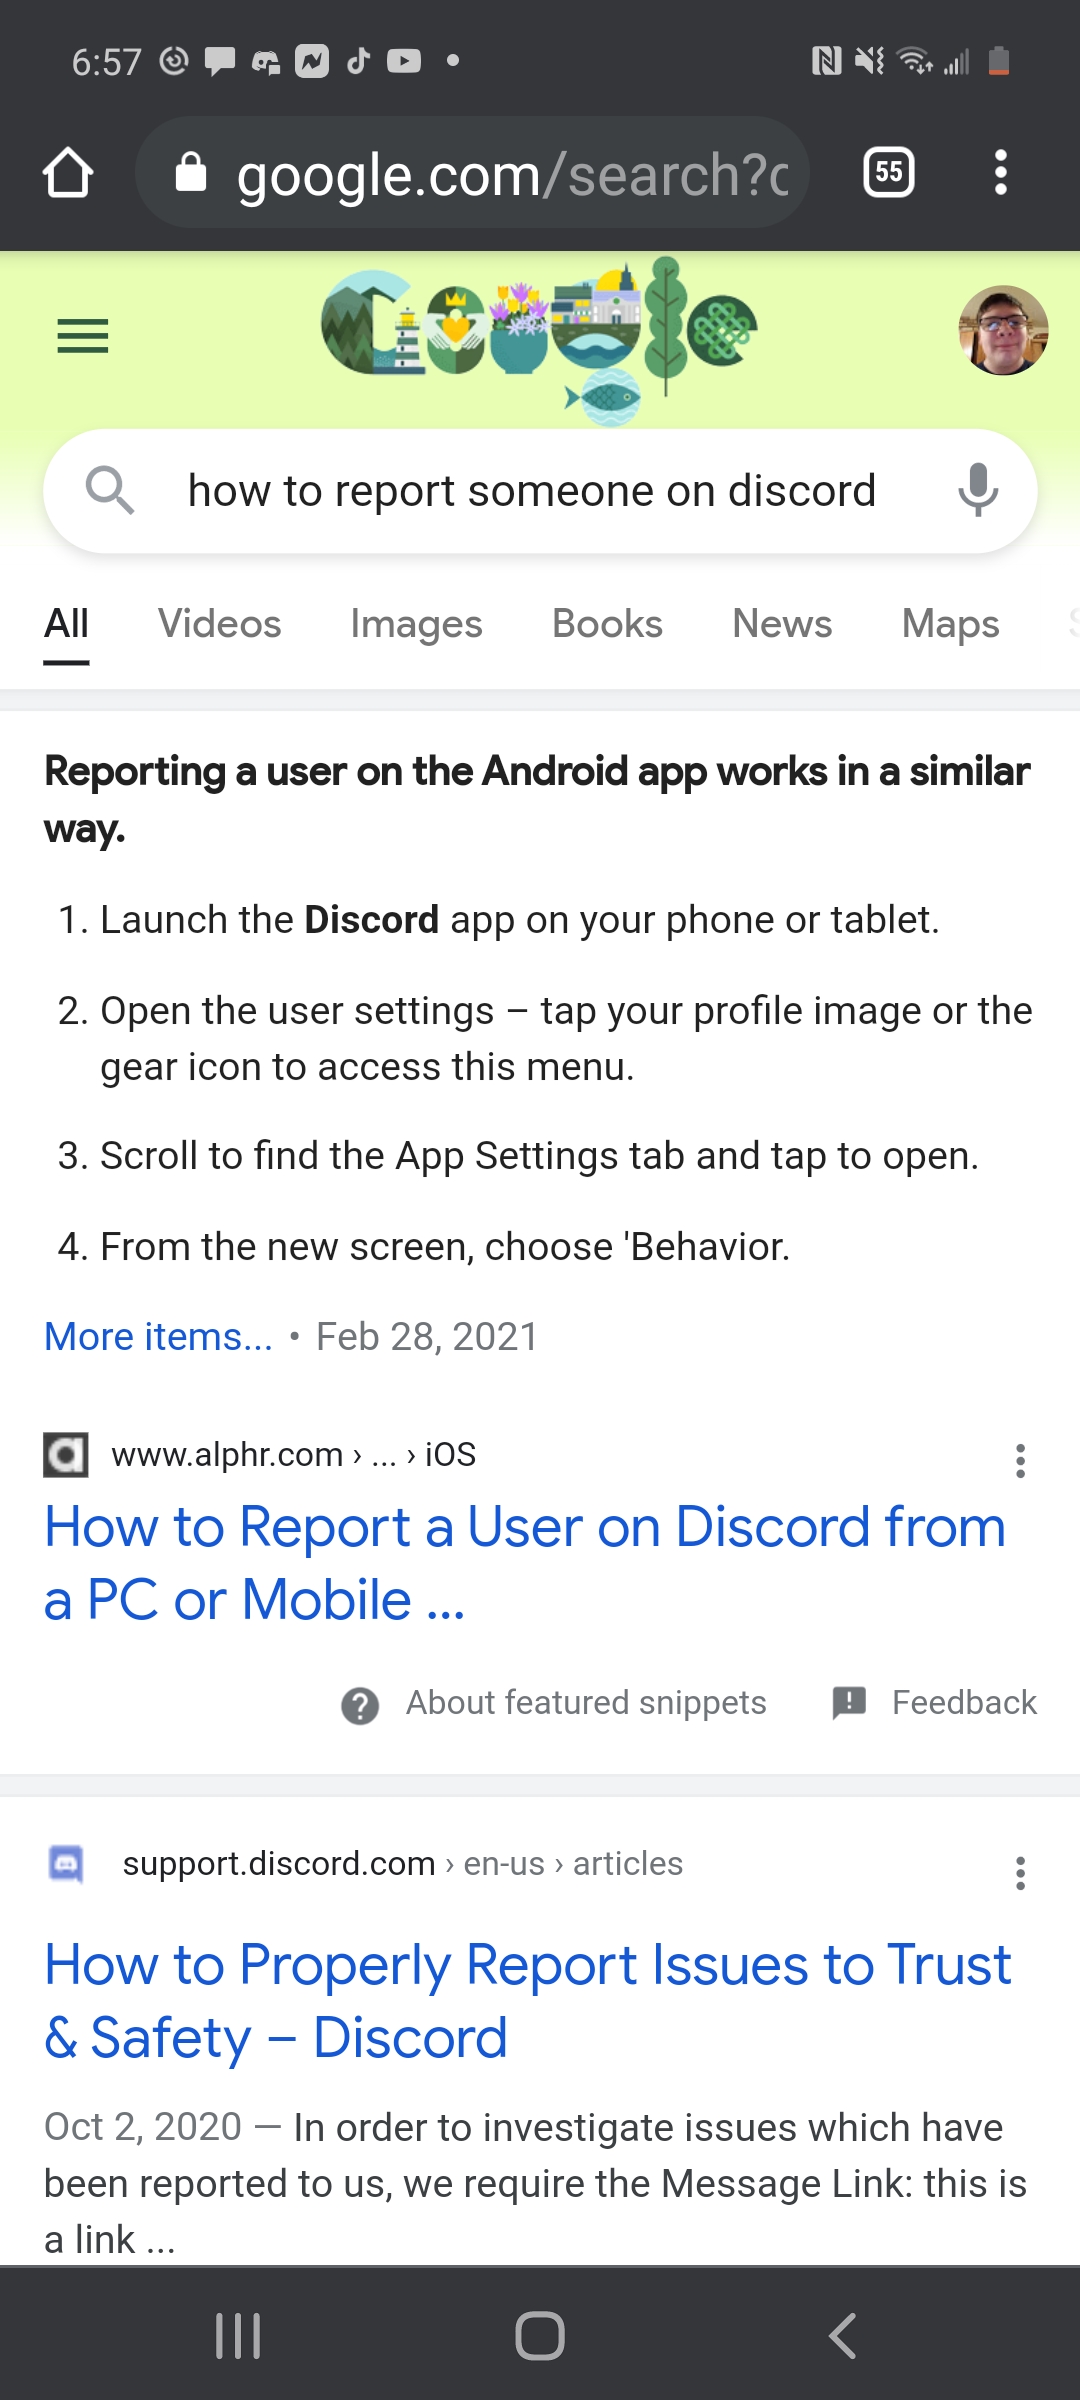 6:57
google.com/search?c
55
Google
how to report someone on discord
All Videos Images Books News Maps
Reporting a user on the Android app works in a similar
way.
1. Launch the Discord app on your phone or tablet.
2. Open the user settings – tap your profile image or the
gear icon to access this menu.
3. Scroll to find the App Settings tab and tap to open.
4. From the new screen, choose 'Behavior.
More items... • Feb 28, 2021
www.alphr.com › ... › iOS
How to Report a User on Discord from
a PC or Mobile ...
About featured snippets Feedback
support.discord.com › en-us › articles
How to Properly Report Issues to Trust
& Safety – Discord
Oct 2, 2020 — In order to investigate issues which have
been reported to us, we require the Message Link: this is
a link ...